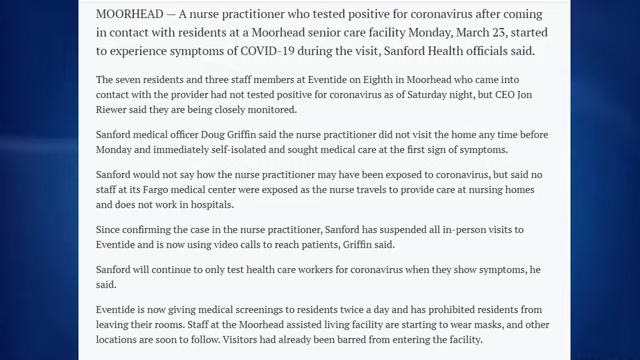 MOORHEAD — A nurse practitioner who tested positive for coronavirus after coming
in contact with residents at a Moorhead senior care facility Monday, March 23, started
to experience symptoms of COVID-19 during the visit, Sanford Health officials said.
The seven residents and three staff members at Eventide on Eighth in Moorhead who came into
contact with the provider had not tested positive for coronavirus as of Saturday night, but CEO Jon
Riewer said they are being closely monitored.
Sanford medical officer Doug Griffin said the nurse practitioner did not visit the home any time before
Monday and immediately self-isolated and sought medical care at the first sign of symptoms.
Sanford would not say how the nurse practitioner may have been exposed to coronavirus, but said no
staff at its Fargo medical center were exposed as the nurse travels to provide care at nursing homes
and does not work in hospitals.
Since confirming the case in the nurse practitioner, Sanford has suspended all in-person visits to
Eventide and is now using video calls to reach patients, Griffin said.
Sanford will continue to only test health care workers for coronavirus when they show symptoms, he
said.
Eventide is now giving medical screenings to residents twice a day and has prohibited residents from
leaving their rooms. Staff at the Moorhead assisted living facility are starting to wear masks, and other
locations are soon to follow. Visitors had already been barred from entering the facility.